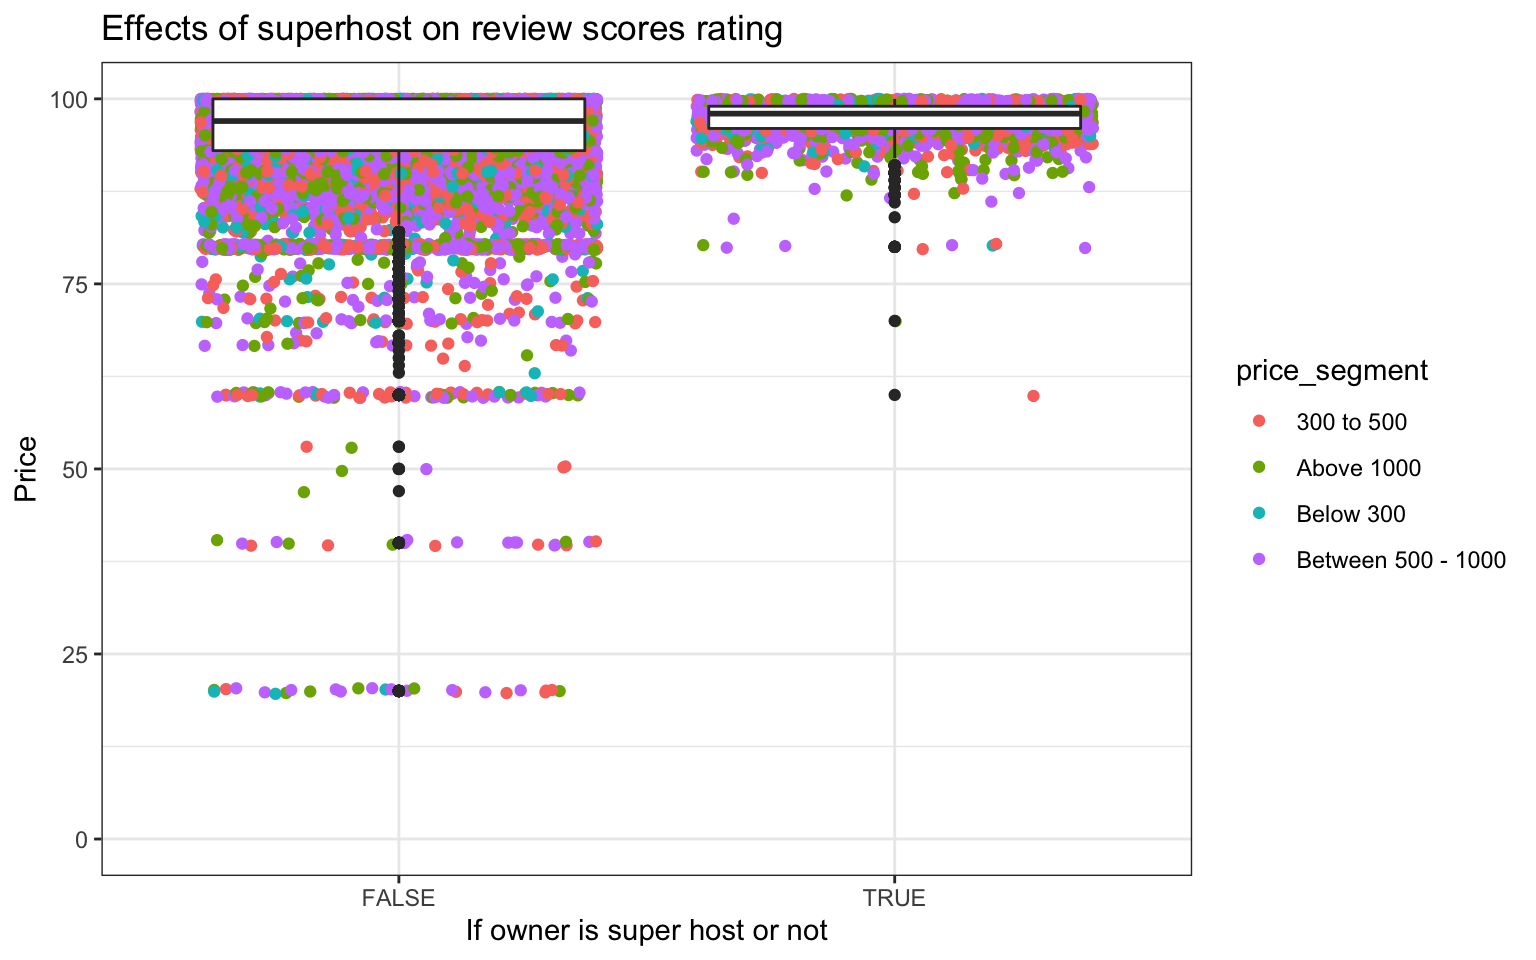 Effects of superhost on review scores rating
100
75
50
25
0
Price
FALSE
TRUE
If owner is super host or not
price_segment
300 to 500
Above 1000
Below 300
Between 500 - 1000